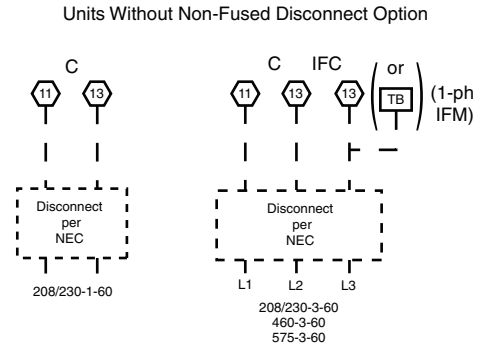 Units Without Non-Fused Disconnect Option
C
11 13
Disconnect
per
NEC
208/230-1-60
C IFC
11 13 13 (or TB) (1-ph
IFM)
Disconnect
per
NEC
L1 L2 L3
208/230-3-60
460-3-60
575-3-60